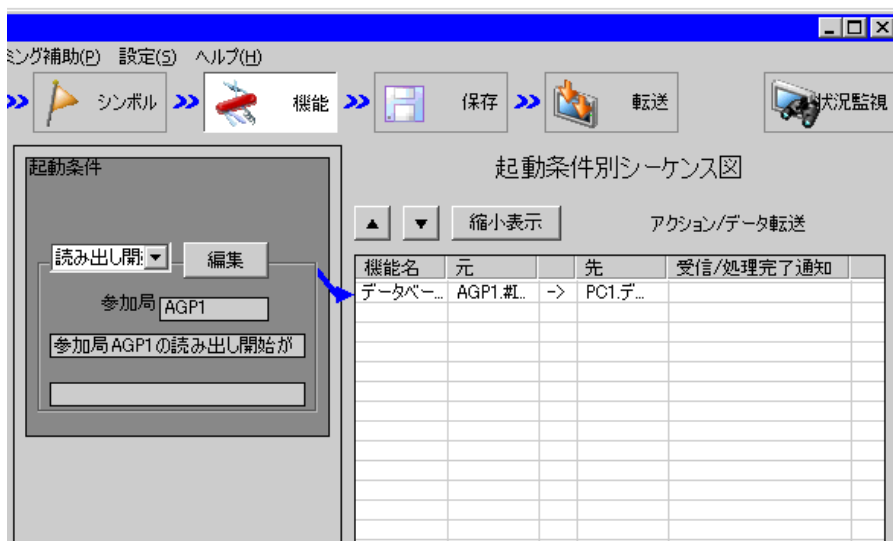 ミング補助(P) 設定(S) ヘルプ(H)
シンボル 機能 保存 転送 状況監視
起動条件
起動条件別シーケンス図
▲ ▼ 縮小表示 アクション/データ転送
読み出し開 編集
参加局 AGP1
参加局AGP1の読み出し開始が
機能名 元 先 受信/処理完了通知
データベー... AGP1.#I... -> PC1.デ...